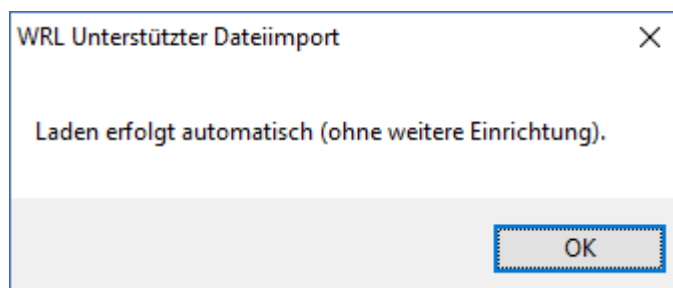 WRL Unterstützter Dateiimport
Laden erfolgt automatisch (ohne weitere Einrichtung).
OK